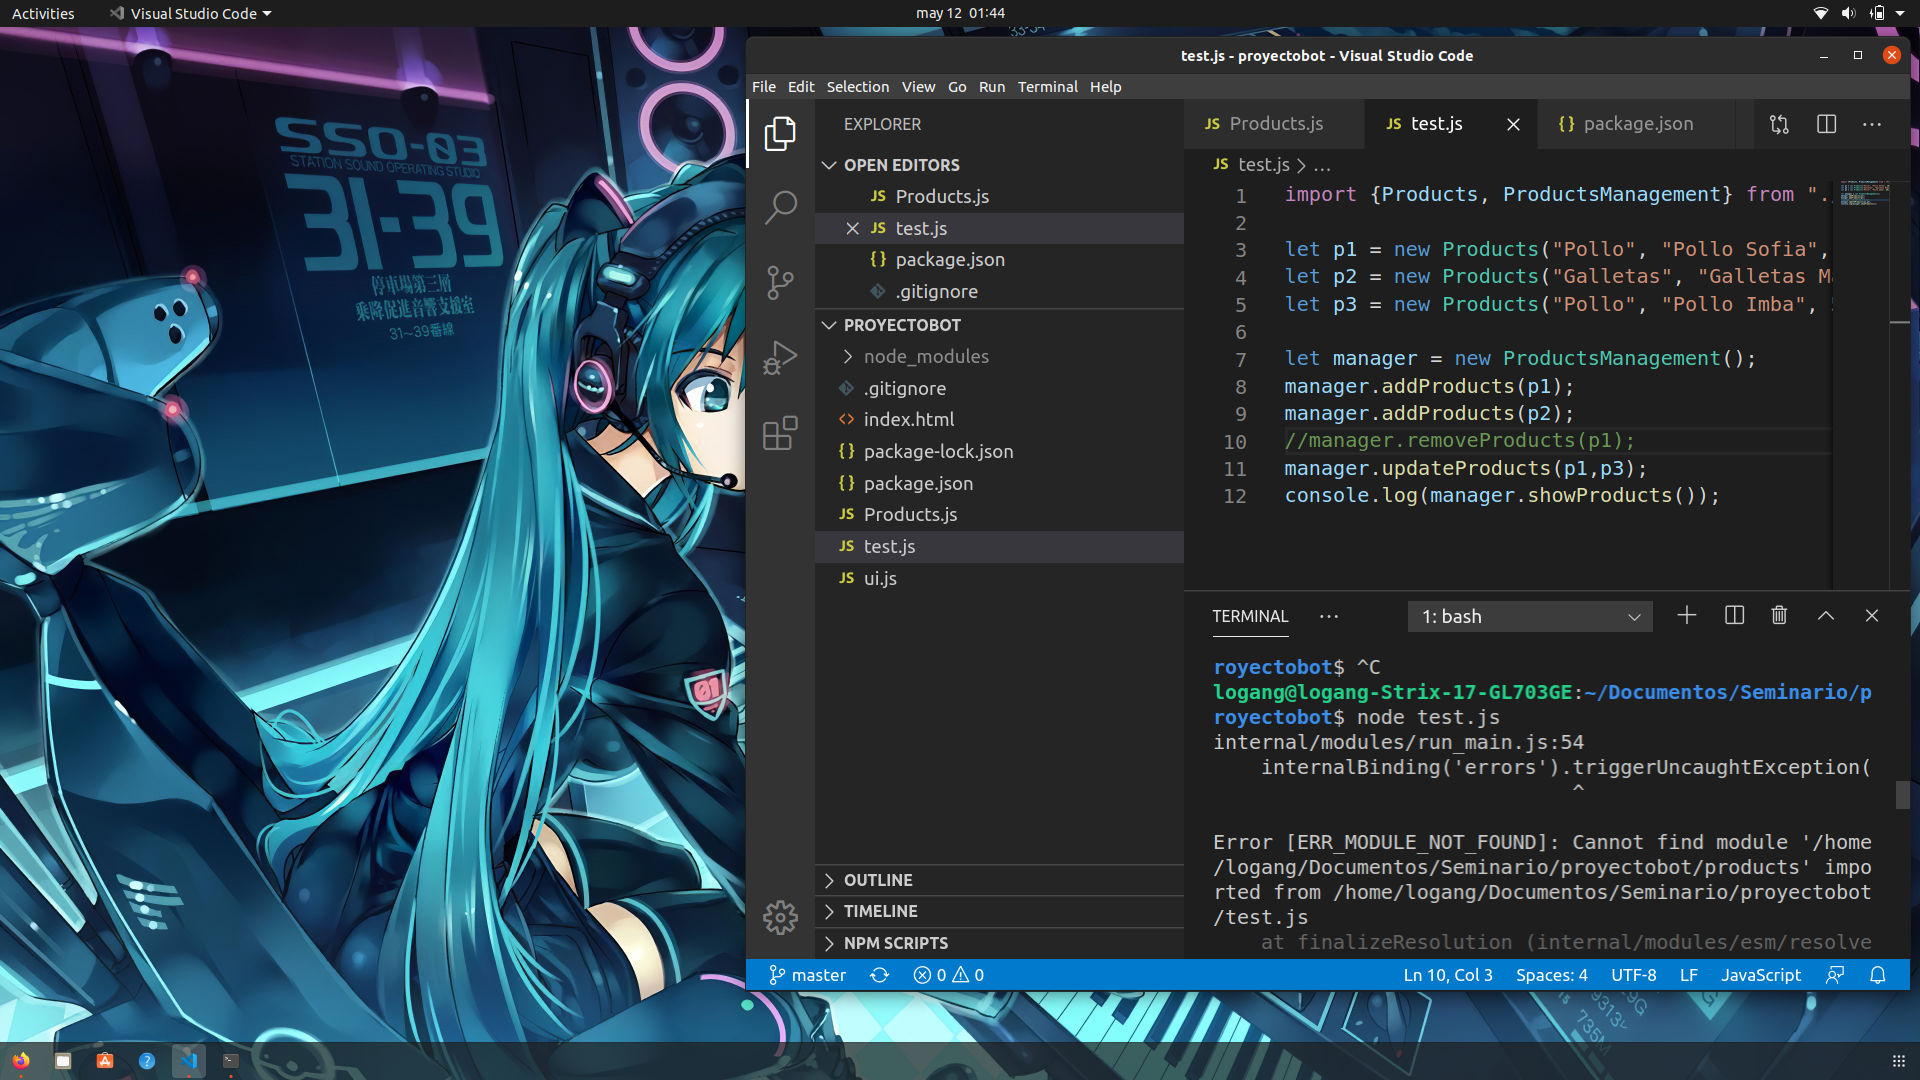 Activities
Visual Studio Code
may 12 01:44
SSO-03
STATION SOUND OPERATING STUDIO
31-39
停車場第三層
乗降促進音響支援室
31~39番線
01
test.js - proyectobot - Visual Studio Code
File Edit Selection View Go Run Terminal Help
EXPLORER
OPEN EDITORS
JS Products.js
JS test.js
{} package.json
.gitignore
PROYECTOBOT
node_modules
.gitignore
<> index.html
{} package-lock.json
{} package.json
JS Products.js
JS test.js
JS ui.js
OUTLINE
TIMELINE
NPM SCRIPTS
JS Products.js
JS test.js
{} package.json
JS test.js > ...
1 import {Products, ProductsManagement} from "./
2
3 let p1 = new Products("Pollo", "Pollo Sofia",
4 let p2 = new Products("Galletas", "Galletas M
5 let p3 = new Products("Pollo", "Pollo Imba",
6
7 let manager = new ProductsManagement();
8 manager.addProducts(p1);
9 manager.addProducts(p2);
10 //manager.removeProducts(p1);
11 manager.updateProducts(p1,p3);
12 console.log(manager.showProducts());
TERMINAL ...
1: bash
royectobot$ ^C
logang@logang-Strix-17-GL703GE:~/Documentos/Seminario/p
royectobot$ node test.js
internal/modules/run_main.js:54
internalBinding('errors').triggerUncaughtException(
^
Error [ERR_MODULE_NOT_FOUND]: Cannot find module '/home
/logang/Documentos/Seminario/proyectobot/products' impo
rted from /home/logang/Documentos/Seminario/proyectobot
/test.js
at finalizeResolution (internal/modules/esm/resolve
master
0 0
Ln 10, Col 3
Spaces: 4
UTF-8
LF
JavaScript